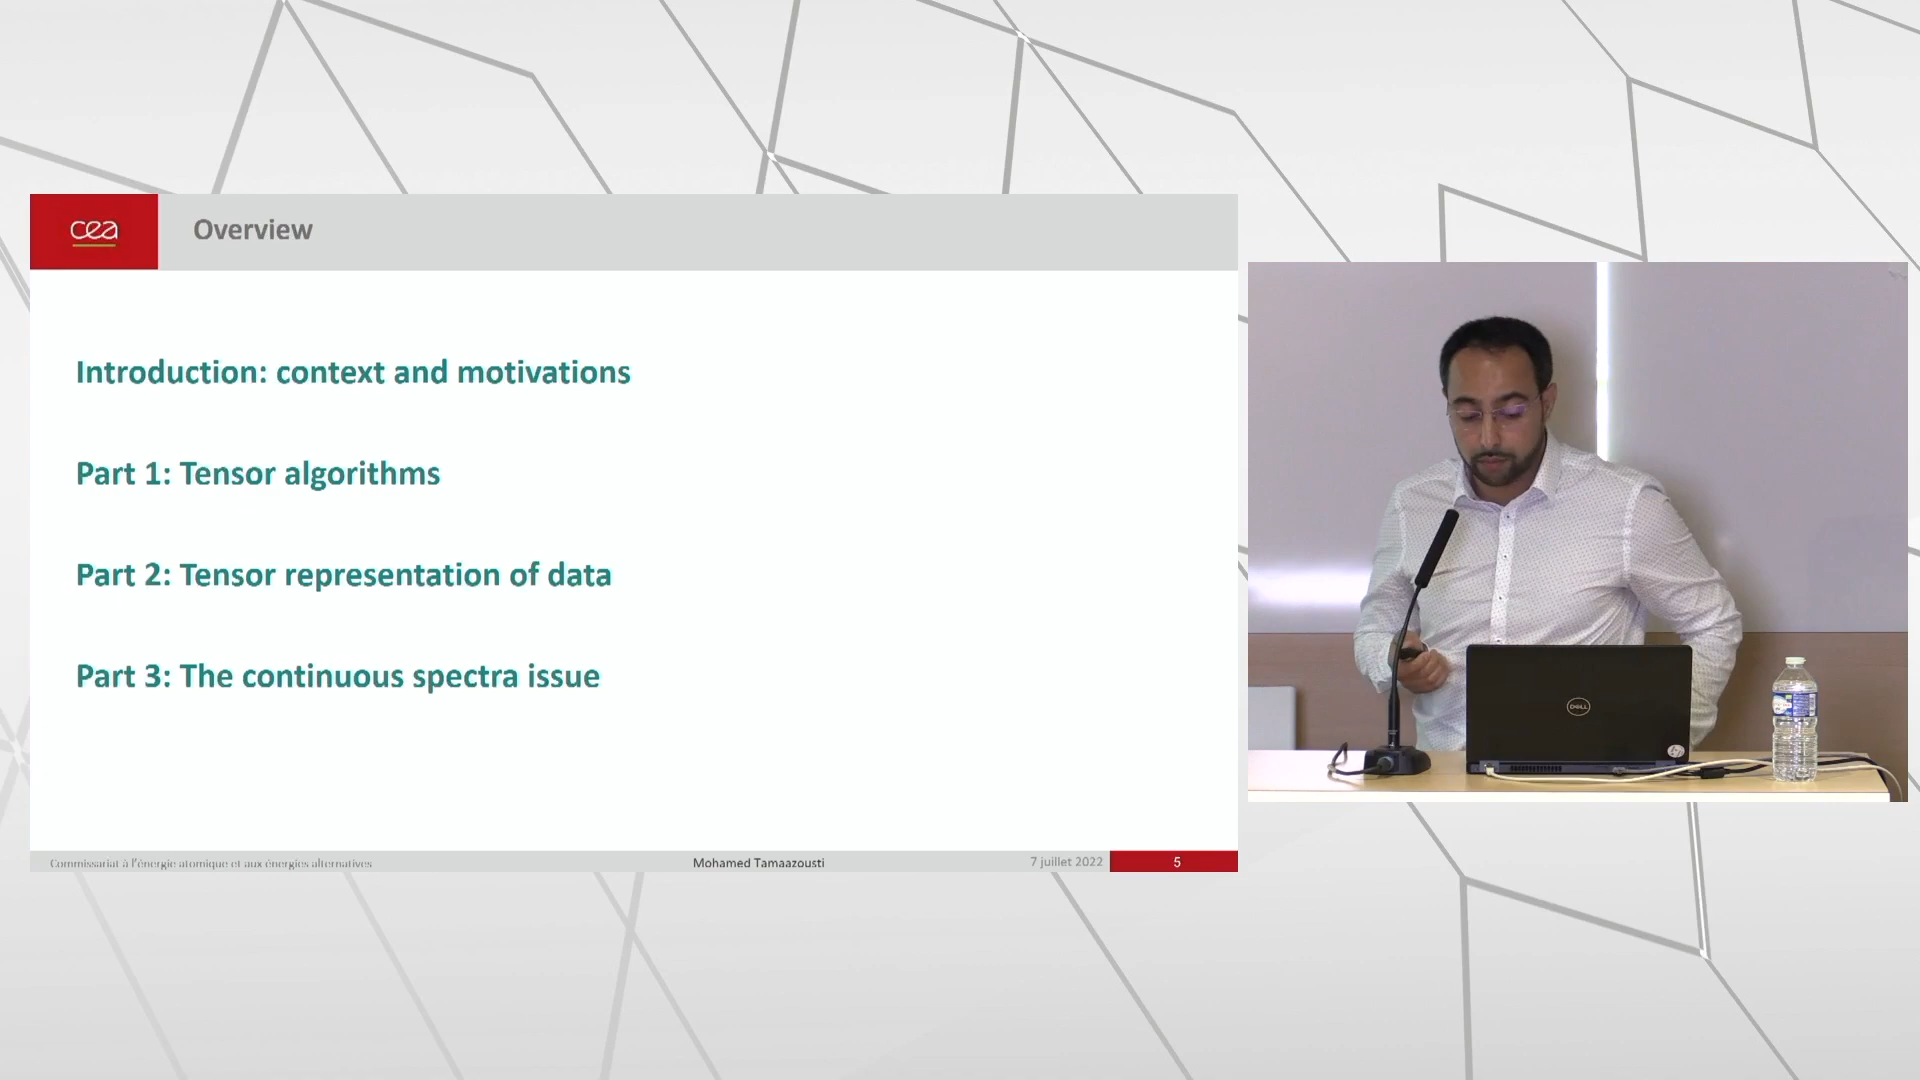 cea
Overview
Introduction: context and motivations
Part 1: Tensor algorithms
Part 2: Tensor representation of data
Part 3: The continuous spectra issue
Commissariat à l'énergie atomique et aux énergies alternatives
Mohamed Tamaazousti
7 juillet 2022
5
DELL